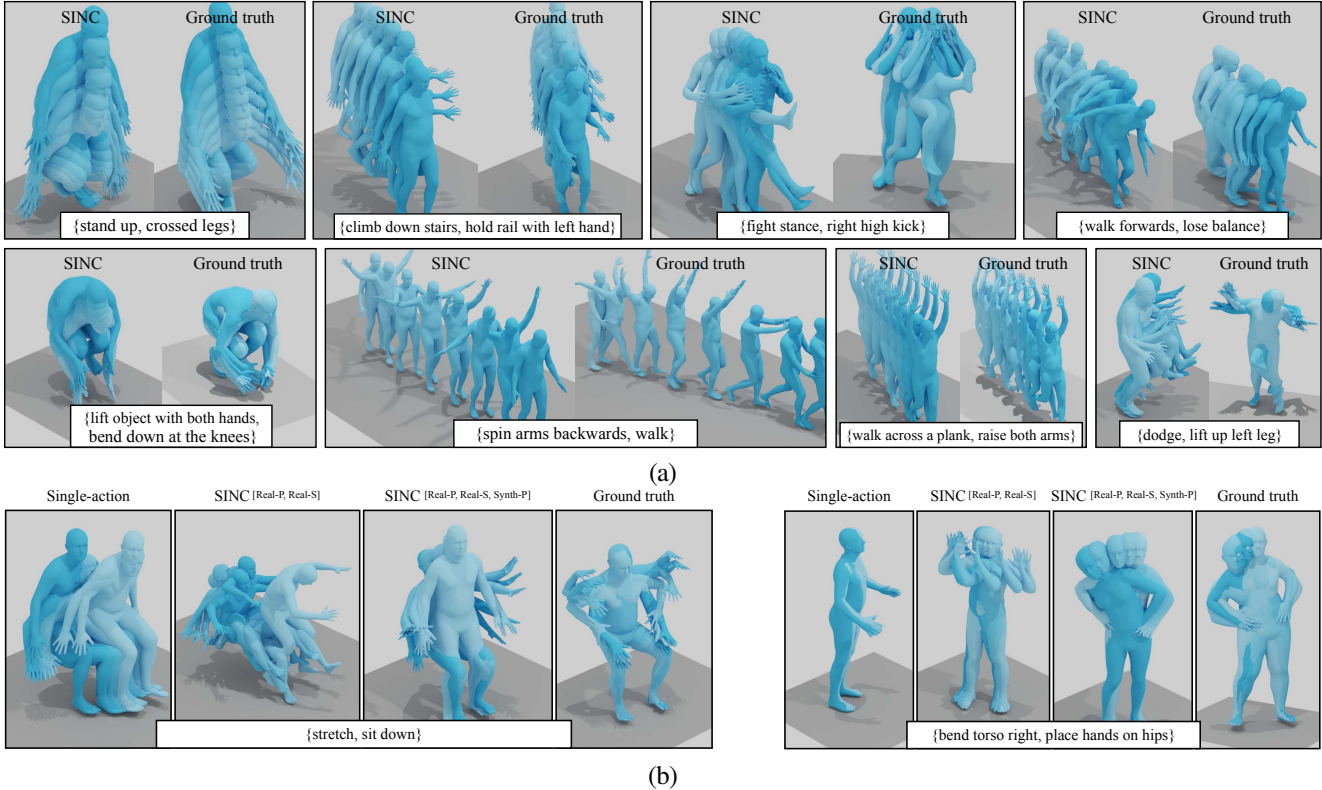 SINC Ground truth SINC Ground truth SINC Ground truth SINC Ground truth
{stand up, crossed legs} {climb down stairs, hold rail with left hand} {fight stance, right high kick} {walk forwards, lose balance}
SINC Ground truth SINC Ground truth SINC Ground truth SINC Ground truth
{lift object with both hands,
bend down at the knees}
{spin arms backwards, walk} {walk across a plank, raise both arms} {dodge, lift up left leg}
(a)
Single-action SINC [Real-P, Real-S] SINC [Real-P, Real-S, Synth-P] Ground truth Single-action SINC [Real-P, Real-S] SINC [Real-P, Real-S, Synth-P] Ground truth
{stretch, sit down} {bend torso right, place hands on hips}
(b)